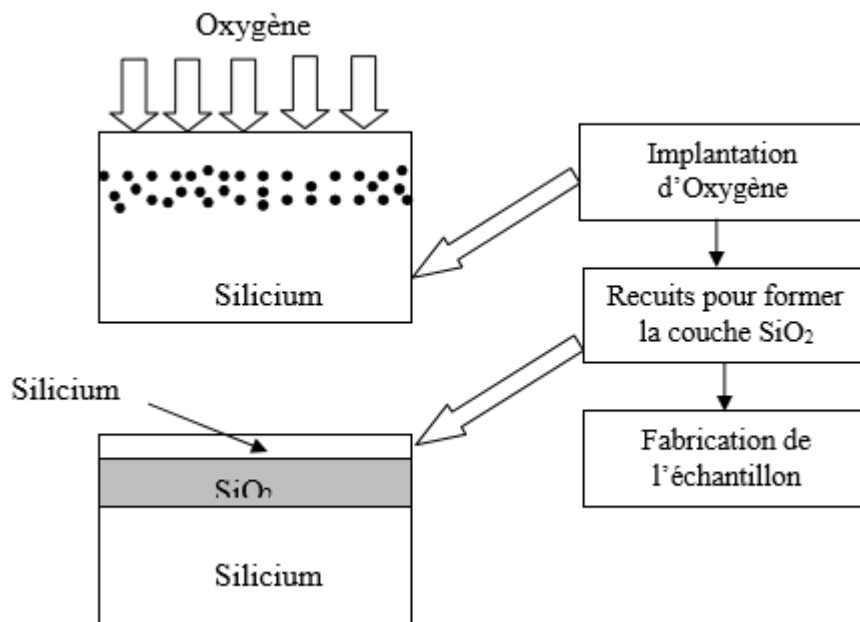 Oxygène
Silicium
Silicium
SiO₂
Silicium
Implantation
d’Oxygène
Recuits pour former
la couche SiO₂
Fabrication de
l’échantillon